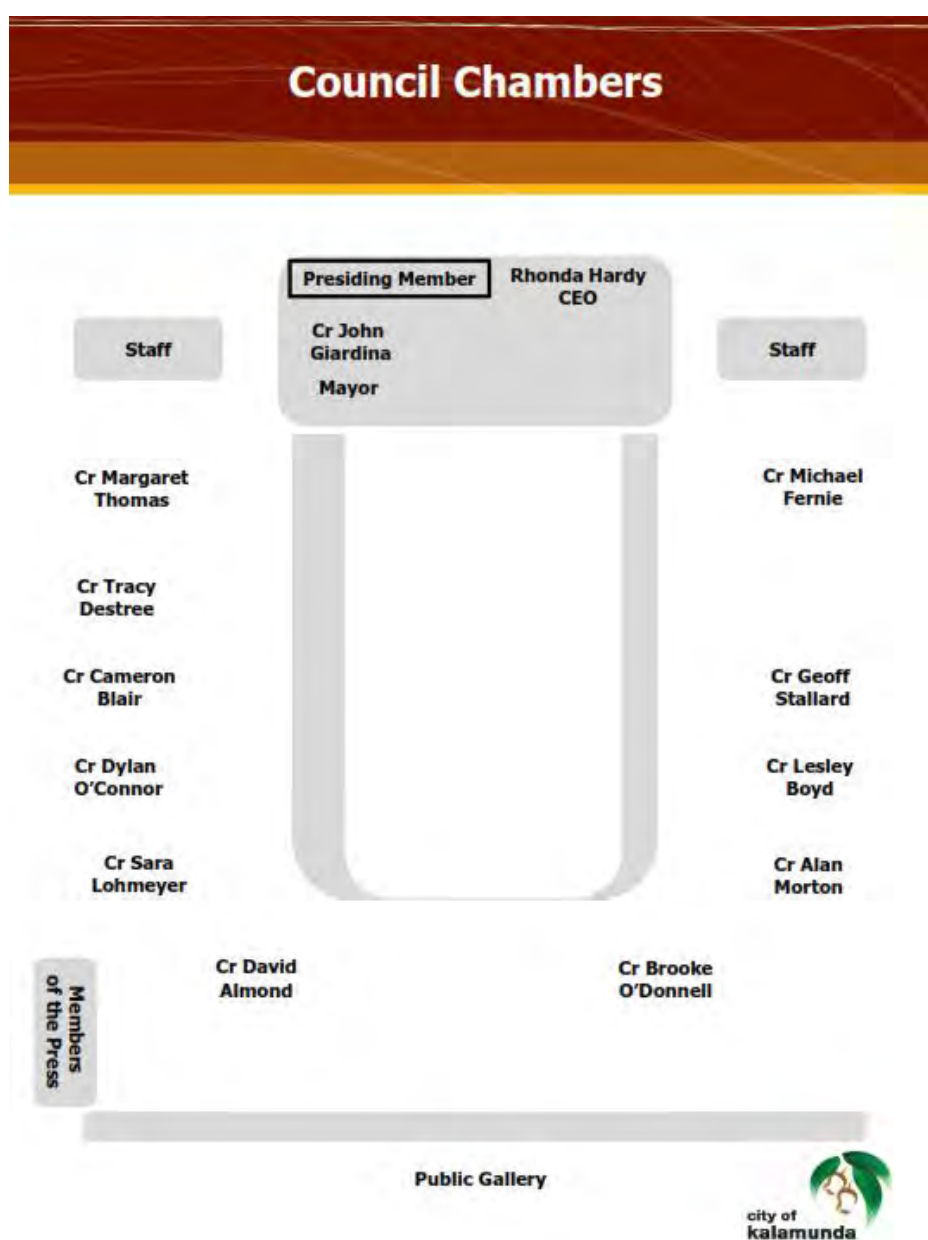 Council Chambers
Presiding Member
Rhonda Hardy
CEO
Cr John
Giardina
Mayor
Staff
Staff
Cr Margaret
Thomas
Cr Michael
Fernie
Cr Tracy
Destree
Cr Cameron
Blair
Cr Geoff
Stallard
Cr Dylan
O'Connor
Cr Lesley
Boyd
Cr Sara
Lohmeyer
Cr Alan
Morton
Cr David
Almond
Cr Brooke
O'Donnell
Members
of the Press
Public Gallery
city of
kalamunda